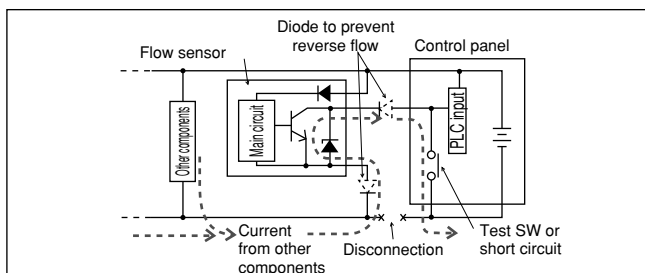 Diode to prevent
reverse flow
Control panel
Flow sensor
Other components
Main circuit
PLC input
Current
from other
components
Disconnection
Test SW or
short circuit